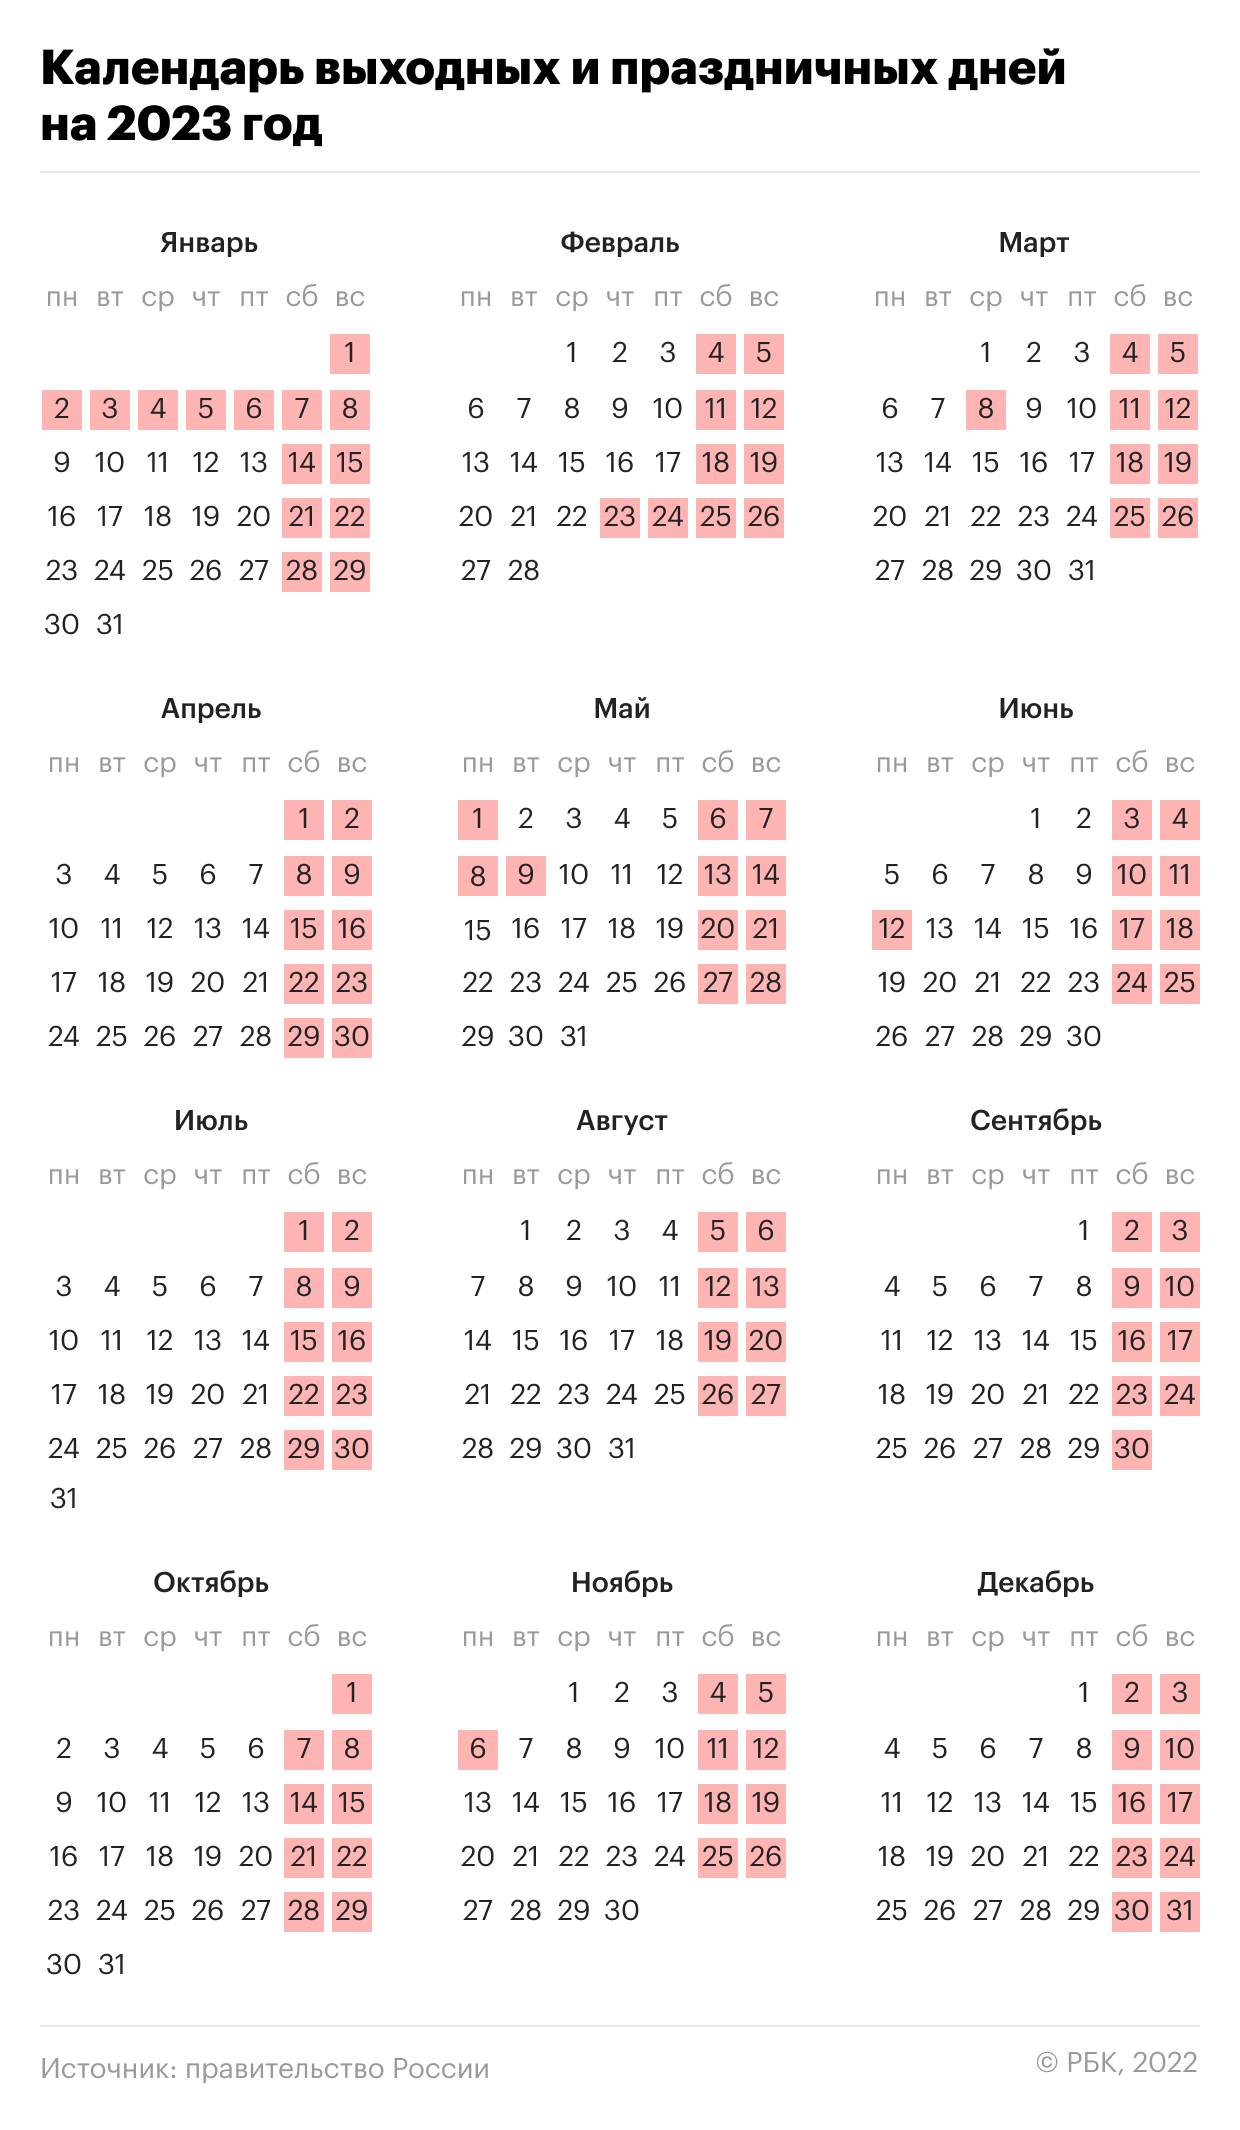 Календарь выходных и праздничных дней
на 2023 год
Январь
пн вт ср чт пт сб вс
1
2 3 4 5 6 7 8
9 10 11 12 13 14 15
16 17 18 19 20 21 22
23 24 25 26 27 28 29
30 31
Февраль
пн вт ср чт пт сб вс
1 2 3 4 5
6 7 8 9 10 11 12
13 14 15 16 17 18 19
20 21 22 23 24 25 26
27 28
Март
пн вт ср чт пт сб вс
1 2 3 4 5
6 7 8 9 10 11 12
13 14 15 16 17 18 19
20 21 22 23 24 25 26
27 28 29 30 31
Апрель
пн вт ср чт пт сб вс
1 2
3 4 5 6 7 8 9
10 11 12 13 14 15 16
17 18 19 20 21 22 23
24 25 26 27 28 29 30
Май
пн вт ср чт пт сб вс
1 2 3 4 5 6 7
8 9 10 11 12 13 14
15 16 17 18 19 20 21
22 23 24 25 26 27 28
29 30 31
Июнь
пн вт ср чт пт сб вс
1 2 3 4
5 6 7 8 9 10 11
12 13 14 15 16 17 18
19 20 21 22 23 24 25
26 27 28 29 30
Июль
пн вт ср чт пт сб вс
1 2
3 4 5 6 7 8 9
10 11 12 13 14 15 16
17 18 19 20 21 22 23
24 25 26 27 28 29 30
31
Август
пн вт ср чт пт сб вс
1 2 3 4 5 6
7 8 9 10 11 12 13
14 15 16 17 18 19 20
21 22 23 24 25 26 27
28 29 30 31
Сентябрь
пн вт ср чт пт сб вс
1 2 3
4 5 6 7 8 9 10
11 12 13 14 15 16 17
18 19 20 21 22 23 24
25 26 27 28 29 30
Октябрь
пн вт ср чт пт сб вс
1
2 3 4 5 6 7 8
9 10 11 12 13 14 15
16 17 18 19 20 21 22
23 24 25 26 27 28 29
30 31
Ноябрь
пн вт ср чт пт сб вс
1 2 3 4 5
6 7 8 9 10 11 12
13 14 15 16 17 18 19
20 21 22 23 24 25 26
27 28 29 30
Декабрь
пн вт ср чт пт сб вс
1 2 3
4 5 6 7 8 9 10
11 12 13 14 15 16 17
18 19 20 21 22 23 24
25 26 27 28 29 30 31
Источник: правительство России
© РБК, 2022